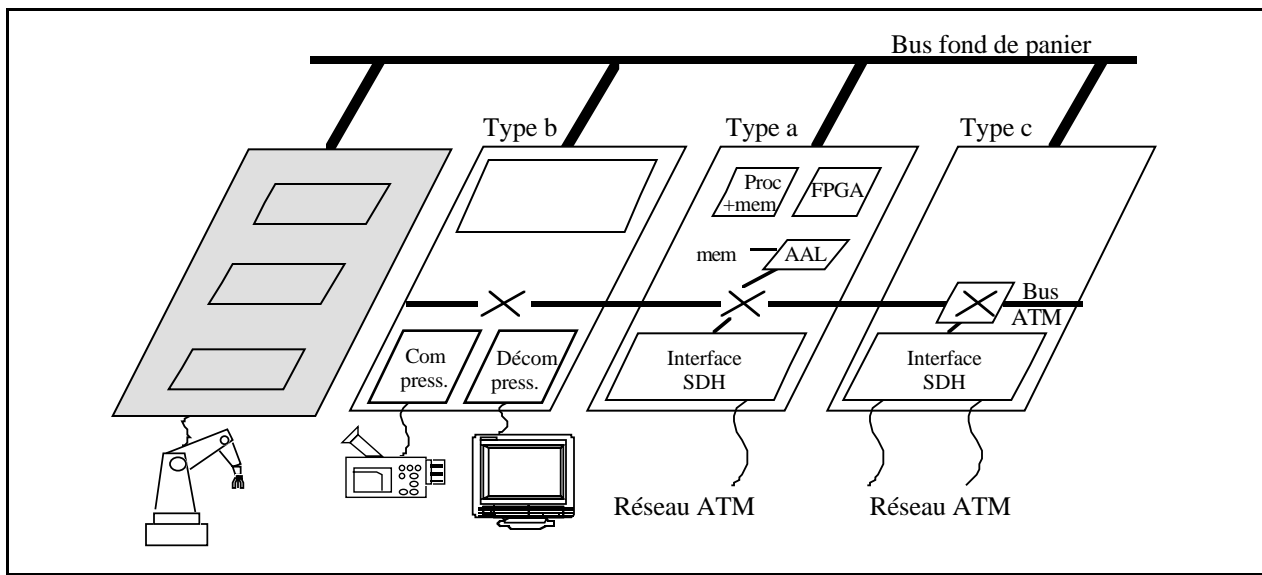 Bus fond de panier
Type b
Type a
Type c
Proc
+mem
FPGA
mem
AAL
Bus
ATM
Com
press.
Décom
press.
Interface
SDH
Interface
SDH
Réseau ATM
Réseau ATM